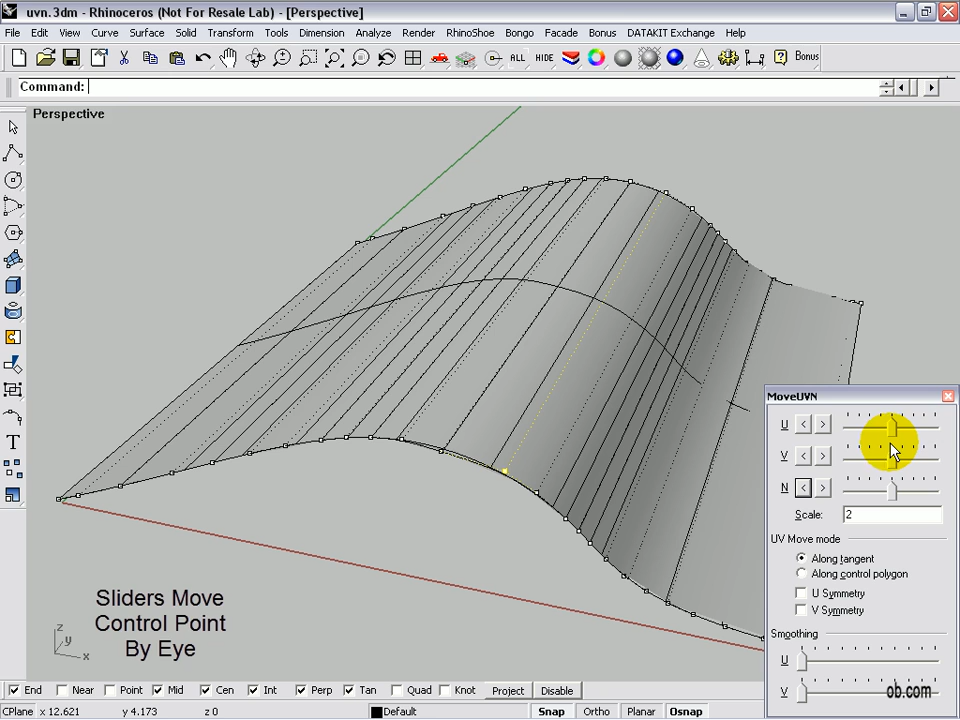 uvn.3dm - Rhinoceros (Not For Resale Lab) - [Perspective]
File Edit View Curve Surface Solid Transform Tools Dimension Analyze Render RhinoShoe Bongo Facade Bonus DATAKIT Exchange Help
ALL HIDE Bonus
Command:
Perspective
MoveUVN
U < >
V < >
N < >
Scale: 2
UV Move mode
Along tangent
Along control polygon
U Symmetry
V Symmetry
Smoothing
U
V
ob.com
Sliders Move
Control Point
By Eye
z
y
x
T
End Near Point Mid Cen Int Perp Tan Quad Knot Project Disable
CPlane x 12.621 y 4.173 z 0 Default Snap Ortho Planar Osnap